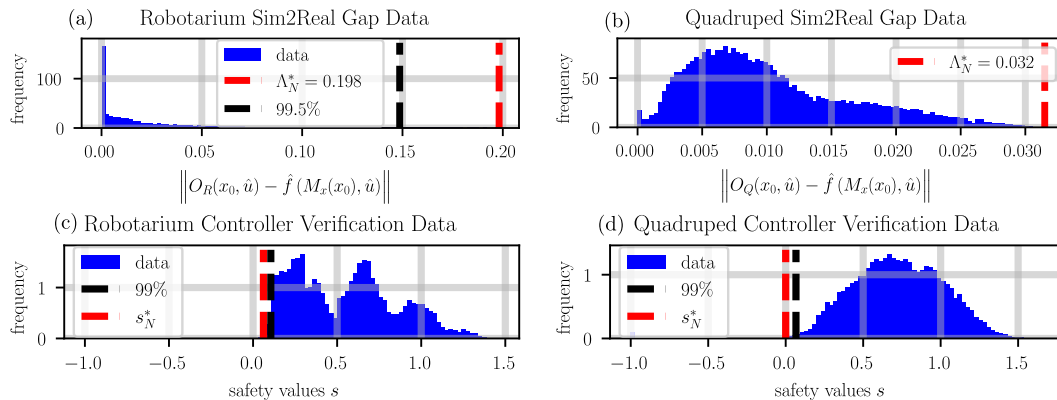 (a) Robotarium Sim2Real Gap Data
frequency
100
0
data
Λ*_N = 0.198
99.5%
0.00 0.05 0.10 0.15 0.20
‖O_R(x_0, û) − f̂ (M_x(x_0), û)‖
(b) Quadruped Sim2Real Gap Data
frequency
50
0
Λ*_N = 0.032
0.000 0.005 0.010 0.015 0.020 0.025 0.030
‖O_Q(x_0, û) − f̂ (M_x(x_0), û)‖
(c) Robotarium Controller Verification Data
frequency
1
0
data
99%
s*_N
−1.0 −0.5 0.0 0.5 1.0 1.5
safety values s
(d) Quadruped Controller Verification Data
frequency
1
0
data
99%
s*_N
−1.0 −0.5 0.0 0.5 1.0 1.5
safety values s